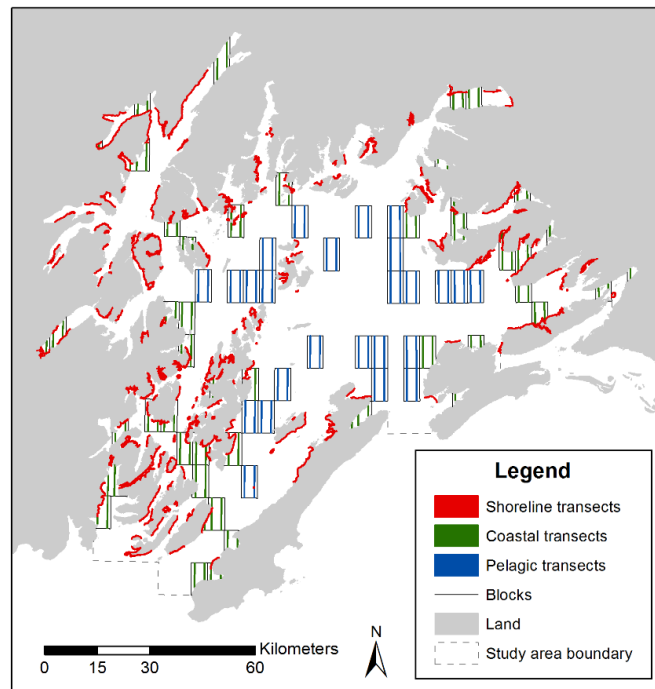 Legend
Shoreline transects
Coastal transects
Pelagic transects
Blocks
Land
Study area boundary
Kilometers
0 15 30 60
N